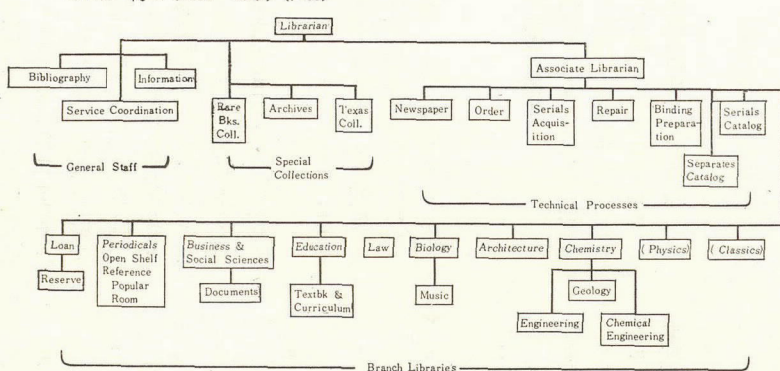 Librarian
Associate Librarian
Bibliography
Information
Service Coordination
General Staff
Rare
Bks.
Coll.
Archives
Texas
Coll.
Special
Collections
Newspaper
Order
Serials
Acquis-
ition
Repair
Binding
Prepara-
tion
Serials
Catalog
Separates
Catalog
Technical Processes
Loan
Reserve
Periodicals
Open Shelf
Reference
Popular
Room
Business &
Social Sciences
Documents
Education
Textbk &
Curriculum
Law
Biology
Music
Architecture
Chemistry
Geology
Engineering
Chemical
Engineering
(Physics)
(Classics)
Branch Libraries